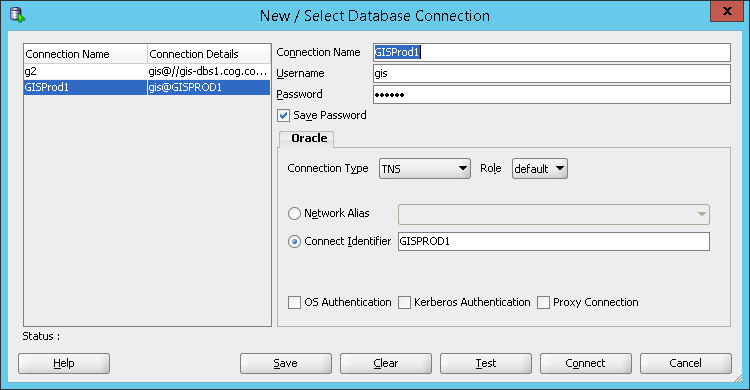 New / Select Database Connection
X
Connection Name Connection Details
g2 gis@//gis-dbs1.cog.co...
GISProd1 gis@GISPROD1
Connection Name GISProd1
Username gis
Password ••••••
Save Password
Oracle
Connection Type TNS Role default
Network Alias
Connect Identifier GISPROD1
OS Authentication Kerberos Authentication Proxy Connection
Status :
Help Save Clear Test Connect Cancel